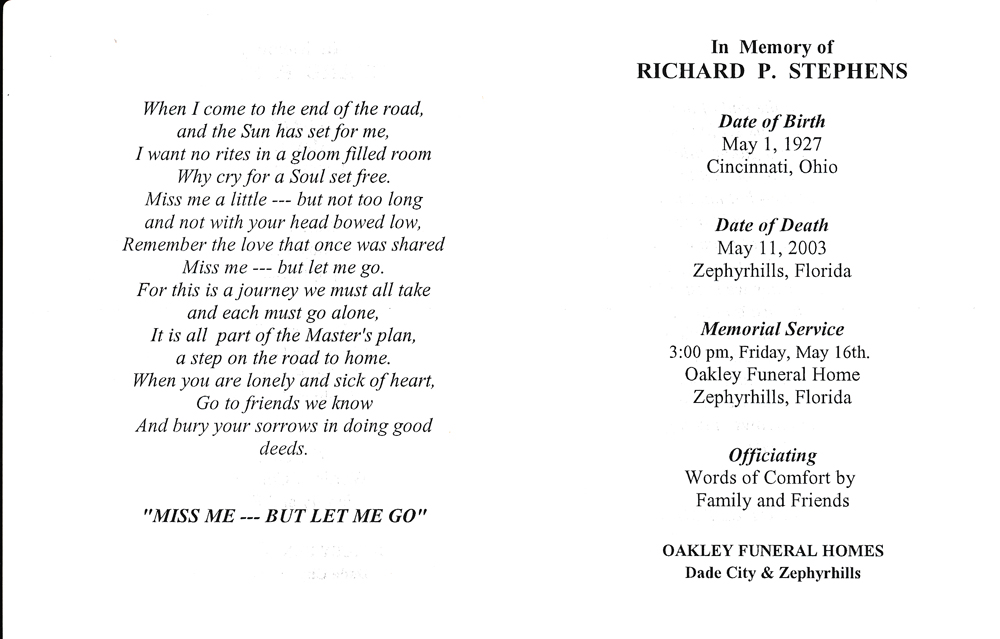 When I come to the end of the road,
and the Sun has set for me,
I want no rites in a gloom filled room
Why cry for a Soul set free.
Miss me a little --- but not too long
and not with your head bowed low,
Remember the love that once was shared
Miss me --- but let me go.
For this is a journey we must all take
and each must go alone,
It is all part of the Master's plan,
a step on the road to home.
When you are lonely and sick of heart,
Go to friends we know
And bury your sorrows in doing good
deeds.
"MISS ME --- BUT LET ME GO"
In Memory of
RICHARD P. STEPHENS
Date of Birth
May 1, 1927
Cincinnati, Ohio
Date of Death
May 11, 2003
Zephyrhills, Florida
Memorial Service
3:00 pm, Friday, May 16th.
Oakley Funeral Home
Zephyrhills, Florida
Officiating
Words of Comfort by
Family and Friends
OAKLEY FUNERAL HOMES
Dade City & Zephyrhills